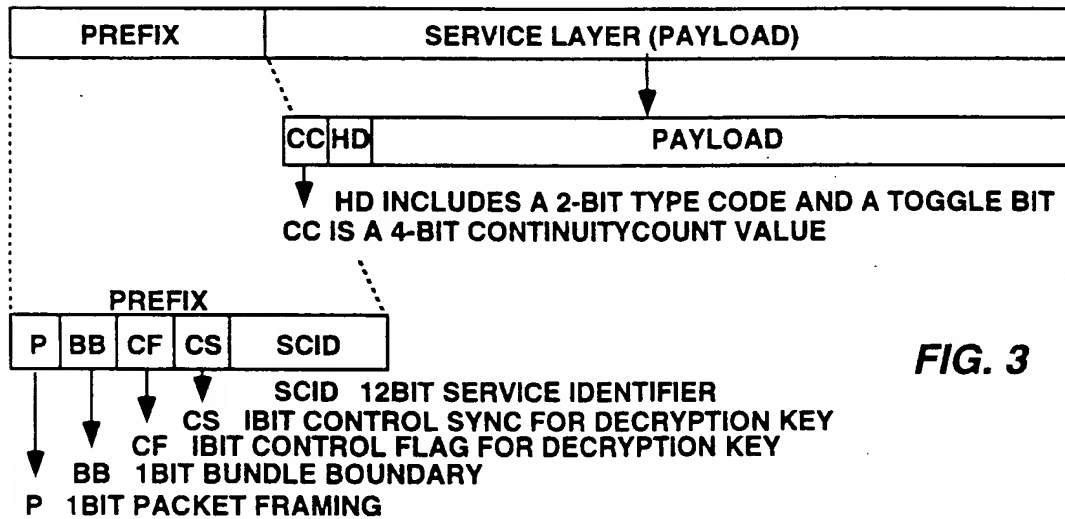 PREFIX SERVICE LAYER (PAYLOAD)
CC HD PAYLOAD
HD INCLUDES A 2-BIT TYPE CODE AND A TOGGLE BIT
CC IS A 4-BIT CONTINUITYCOUNT VALUE
PREFIX
P BB CF CS SCID
FIG. 3
SCID 12BIT SERVICE IDENTIFIER
CS IBIT CONTROL SYNC FOR DECRYPTION KEY
CF IBIT CONTROL FLAG FOR DECRYPTION KEY
BB 1BIT BUNDLE BOUNDARY
P 1BIT PACKET FRAMING